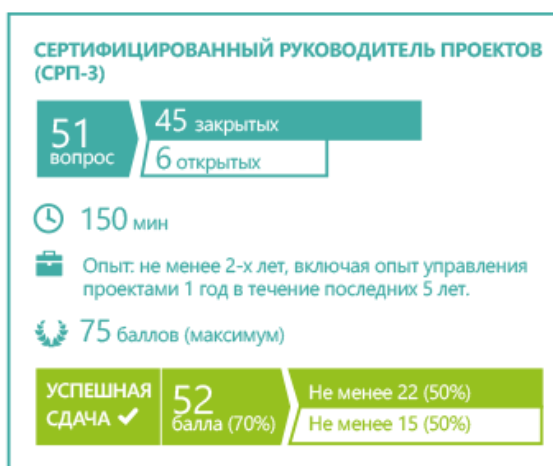 СЕРТИФИЦИРОВАННЫЙ РУКОВОДИТЕЛЬ ПРОЕКТОВ
(СРП-3)
51
вопрос
45 закрытых
6 открытых
150 мин
Опыт: не менее 2-х лет, включая опыт управления
проектами 1 год в течение последних 5 лет.
75 баллов (максимум)
УСПЕШНАЯ
СДАЧА
52
балла (70%)
Не менее 22 (50%)
Не менее 15 (50%)